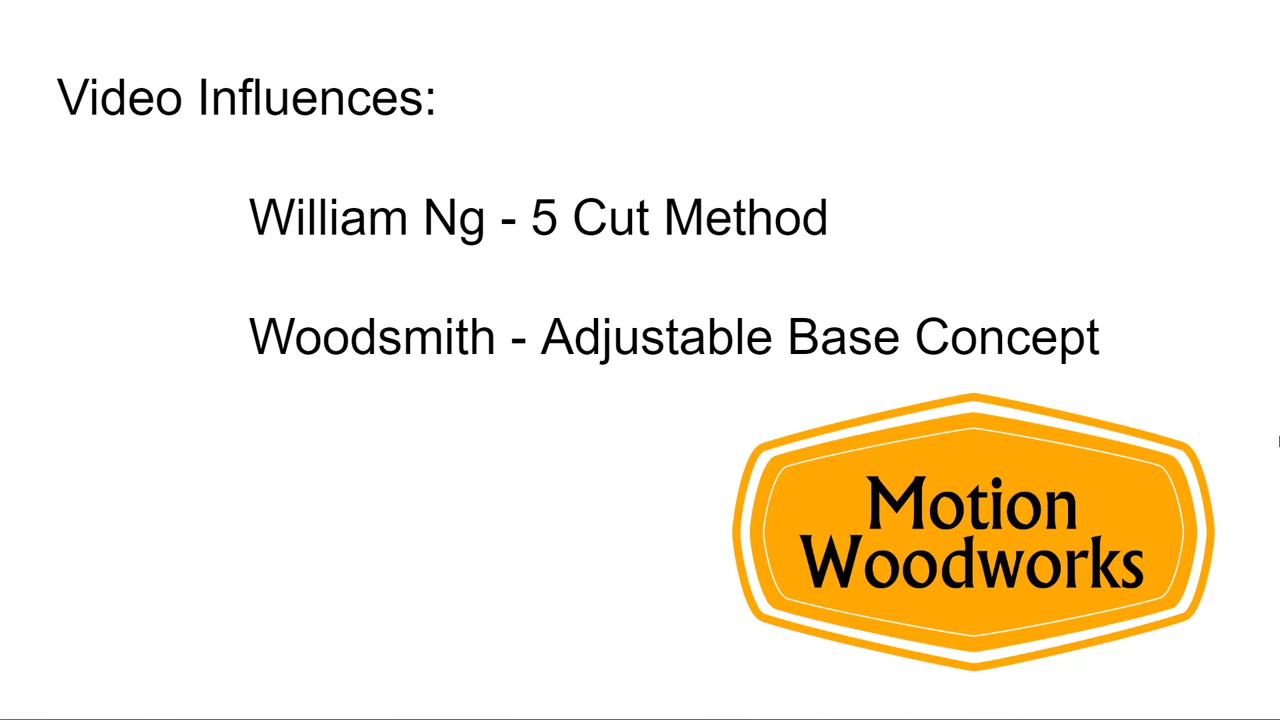 Video Influences:
William Ng - 5 Cut Method
Woodsmith - Adjustable Base Concept
Motion
Woodworks